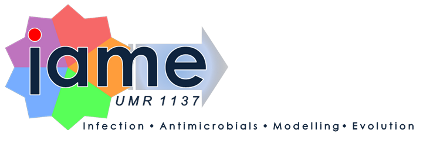 iame
UMR 1137
Infection • Antimicrobials • Modelling • Evolution